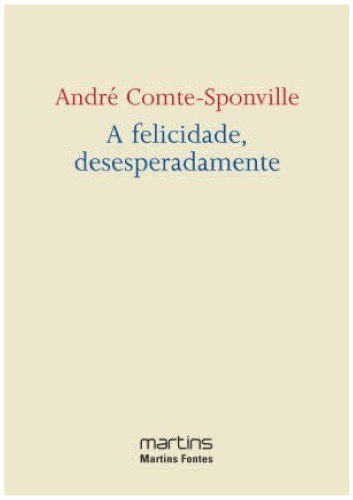 André Comte-Sponville
A felicidade,
desesperadamente
martins
Martins Fontes